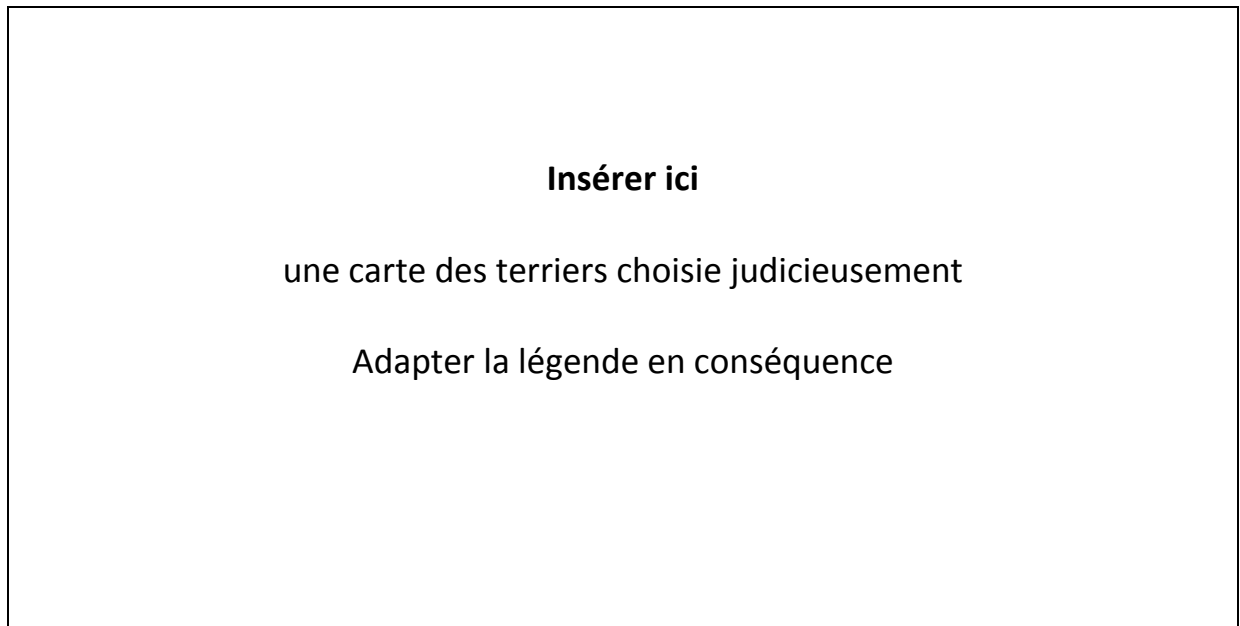 Insérer ici
une carte des terriers choisie judicieusement
Adapter la légende en conséquence